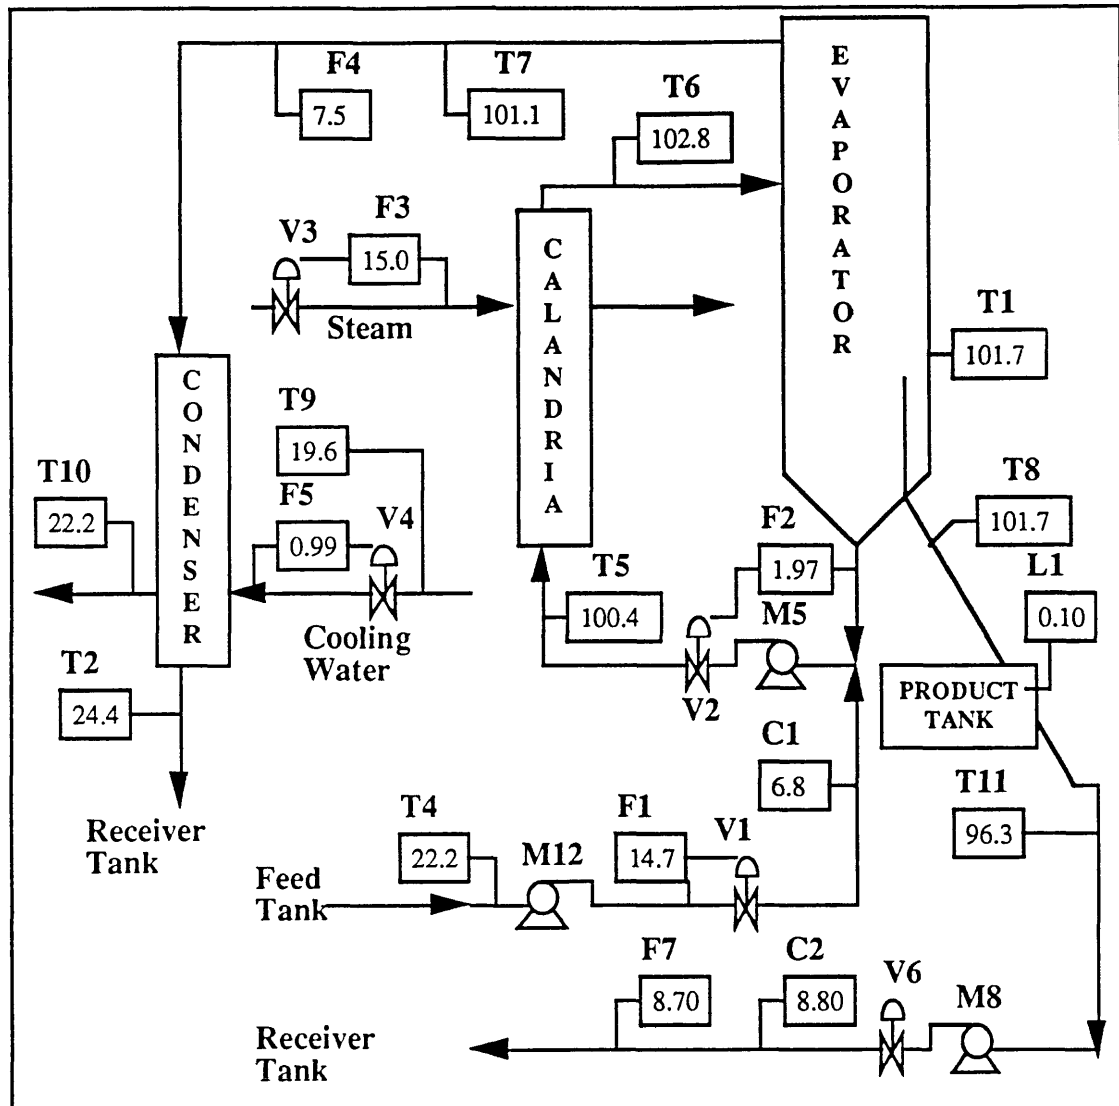 F4
7.5
T7
101.1
T6
102.8
EVAPORATOR
V3
F3
15.0
Steam
CALANDRIA
T1
101.7
CONDENSER
T9
19.6
T10
22.2
F5
0.99
V4
Cooling
Water
T5
100.4
F2
1.97
M5
V2
T8
101.7
L1
0.10
PRODUCT
TANK
T2
24.4
Receiver
Tank
C1
6.8
T11
96.3
T4
22.2
M12
F1
14.7
V1
Feed
Tank
F7
8.70
C2
8.80
V6
M8
Receiver
Tank